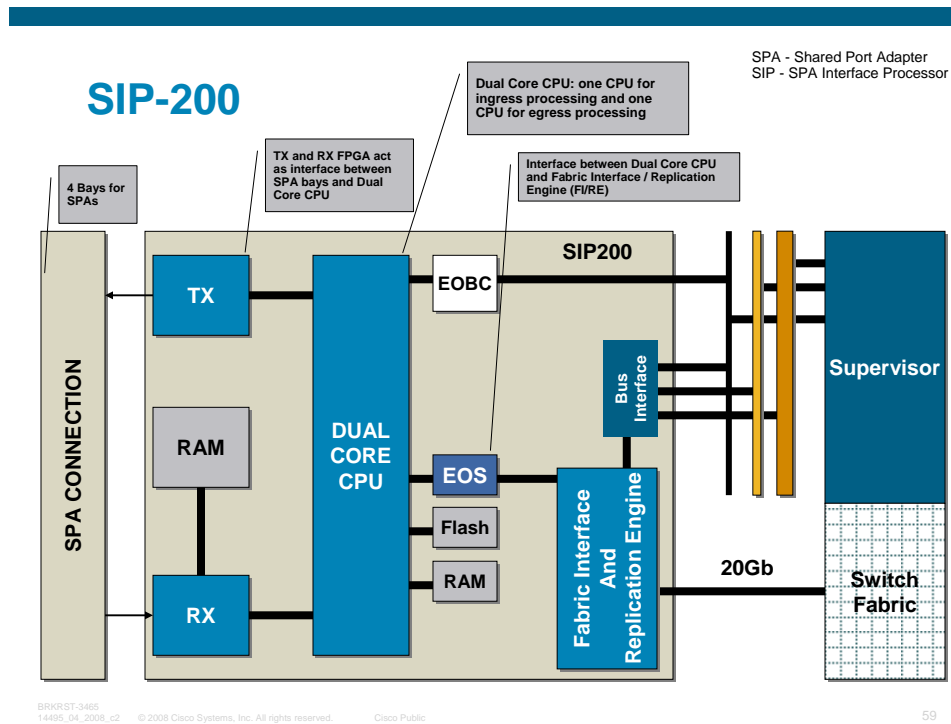 SPA - Shared Port Adapter
SIP - SPA Interface Processor
SIP-200
Dual Core CPU: one CPU for
ingress processing and one
CPU for egress processing
TX and RX FPGA act
as interface between
SPA bays and Dual
Core CPU
Interface between Dual Core CPU
and Fabric Interface / Replication
Engine (FI/RE)
4 Bays for
SPAs
SIP200
TX
EOBC
SPA CONNECTION
RAM
DUAL
CORE
CPU
Bus
Interface
Supervisor
EOS
Flash
RAM
RX
Fabric Interface
And
Replication Engine
20Gb
Switch
Fabric
BRKRST-3465
14495_04_2008_c2 © 2008 Cisco Systems, Inc. All rights reserved. Cisco Public
59